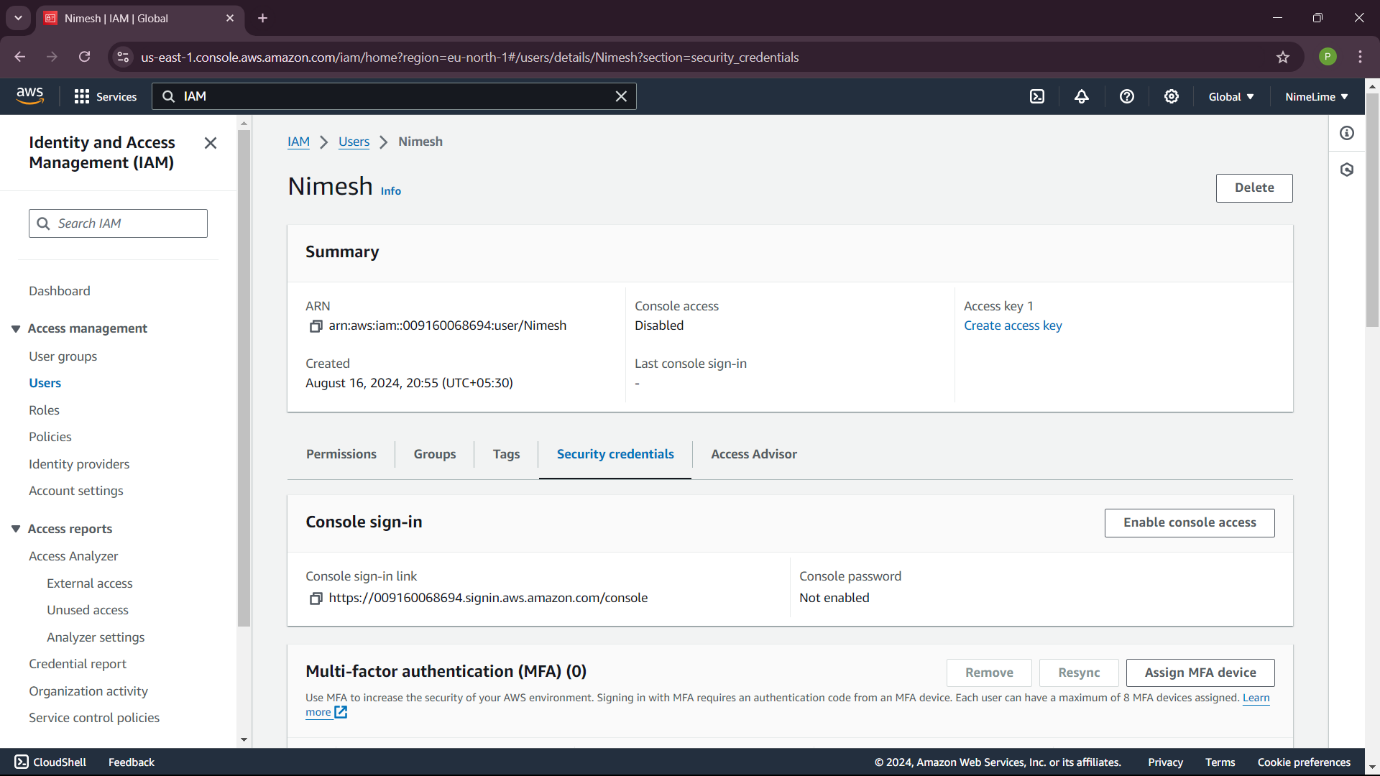 Nimesh | IAM | Global
us-east-1.console.aws.amazon.com/iam/home?region=eu-north-1#/users/details/Nimesh?section=security_credentials
P
aws
Services
IAM
Global
NimeLime
Identity and Access
Management (IAM)
Search IAM
Dashboard
Access management
User groups
Users
Roles
Policies
Identity providers
Account settings
Access reports
Access Analyzer
External access
Unused access
Analyzer settings
Credential report
Organization activity
Service control policies
IAM > Users > Nimesh
Nimesh Info
Delete
Summary
ARN
arn:aws:iam::009160068694:user/Nimesh
Created
August 16, 2024, 20:55 (UTC+05:30)
Console access
Disabled
Last console sign-in
-
Access key 1
Create access key
Permissions
Groups
Tags
Security credentials
Access Advisor
Console sign-in
Enable console access
Console sign-in link
https://009160068694.signin.aws.amazon.com/console
Console password
Not enabled
Multi-factor authentication (MFA) (0)
Remove
Resync
Assign MFA device
Use MFA to increase the security of your AWS environment. Signing in with MFA requires an authentication code from an MFA device. Each user can have a maximum of 8 MFA devices assigned. Learn
more
CloudShell
Feedback
© 2024, Amazon Web Services, Inc. or its affiliates.
Privacy
Terms
Cookie preferences